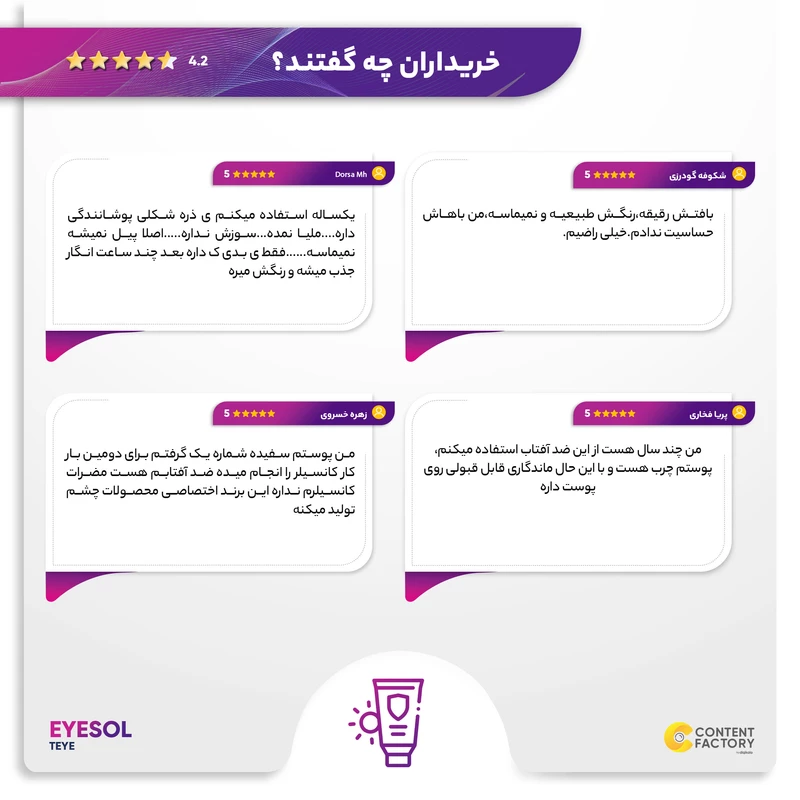 خریداران چه گفتند؟
4.2
شکوفه گودرزی
5
بافتش رقیقه،رنگش طبیعیه و نمیماسه،من باهاش
حساسیت ندادم.خیلی راضیم.
Dorsa Mh
5
یکساله استفاده میکنم ی ذره شکلی پوشانندگی
داره....ملیا نمده...سوزش نداره.....اصلا پیل نمیشه
نمیماسه......فقط ی بدی ک داره بعد چند ساعت انگار
جذب میشه و رنگش میره
پریا فخاری
5
من چند سال هست از این ضد آفتاب استفاده میکنم،
پوستم چرب هست و با این حال ماندگاری قابل قبولی روی
پوست داره
زهره خسروی
5
من پوستم سفیده شماره یک گرفتم برای دومین بار
کار کانسیلر را انجام میده ضد آفتابم هست مضرات
کانسیلرم نداره این برند اختصاصی محصولات چشم
تولید میکنه
EYESOL
TEYE
CONTENT
FACTORY